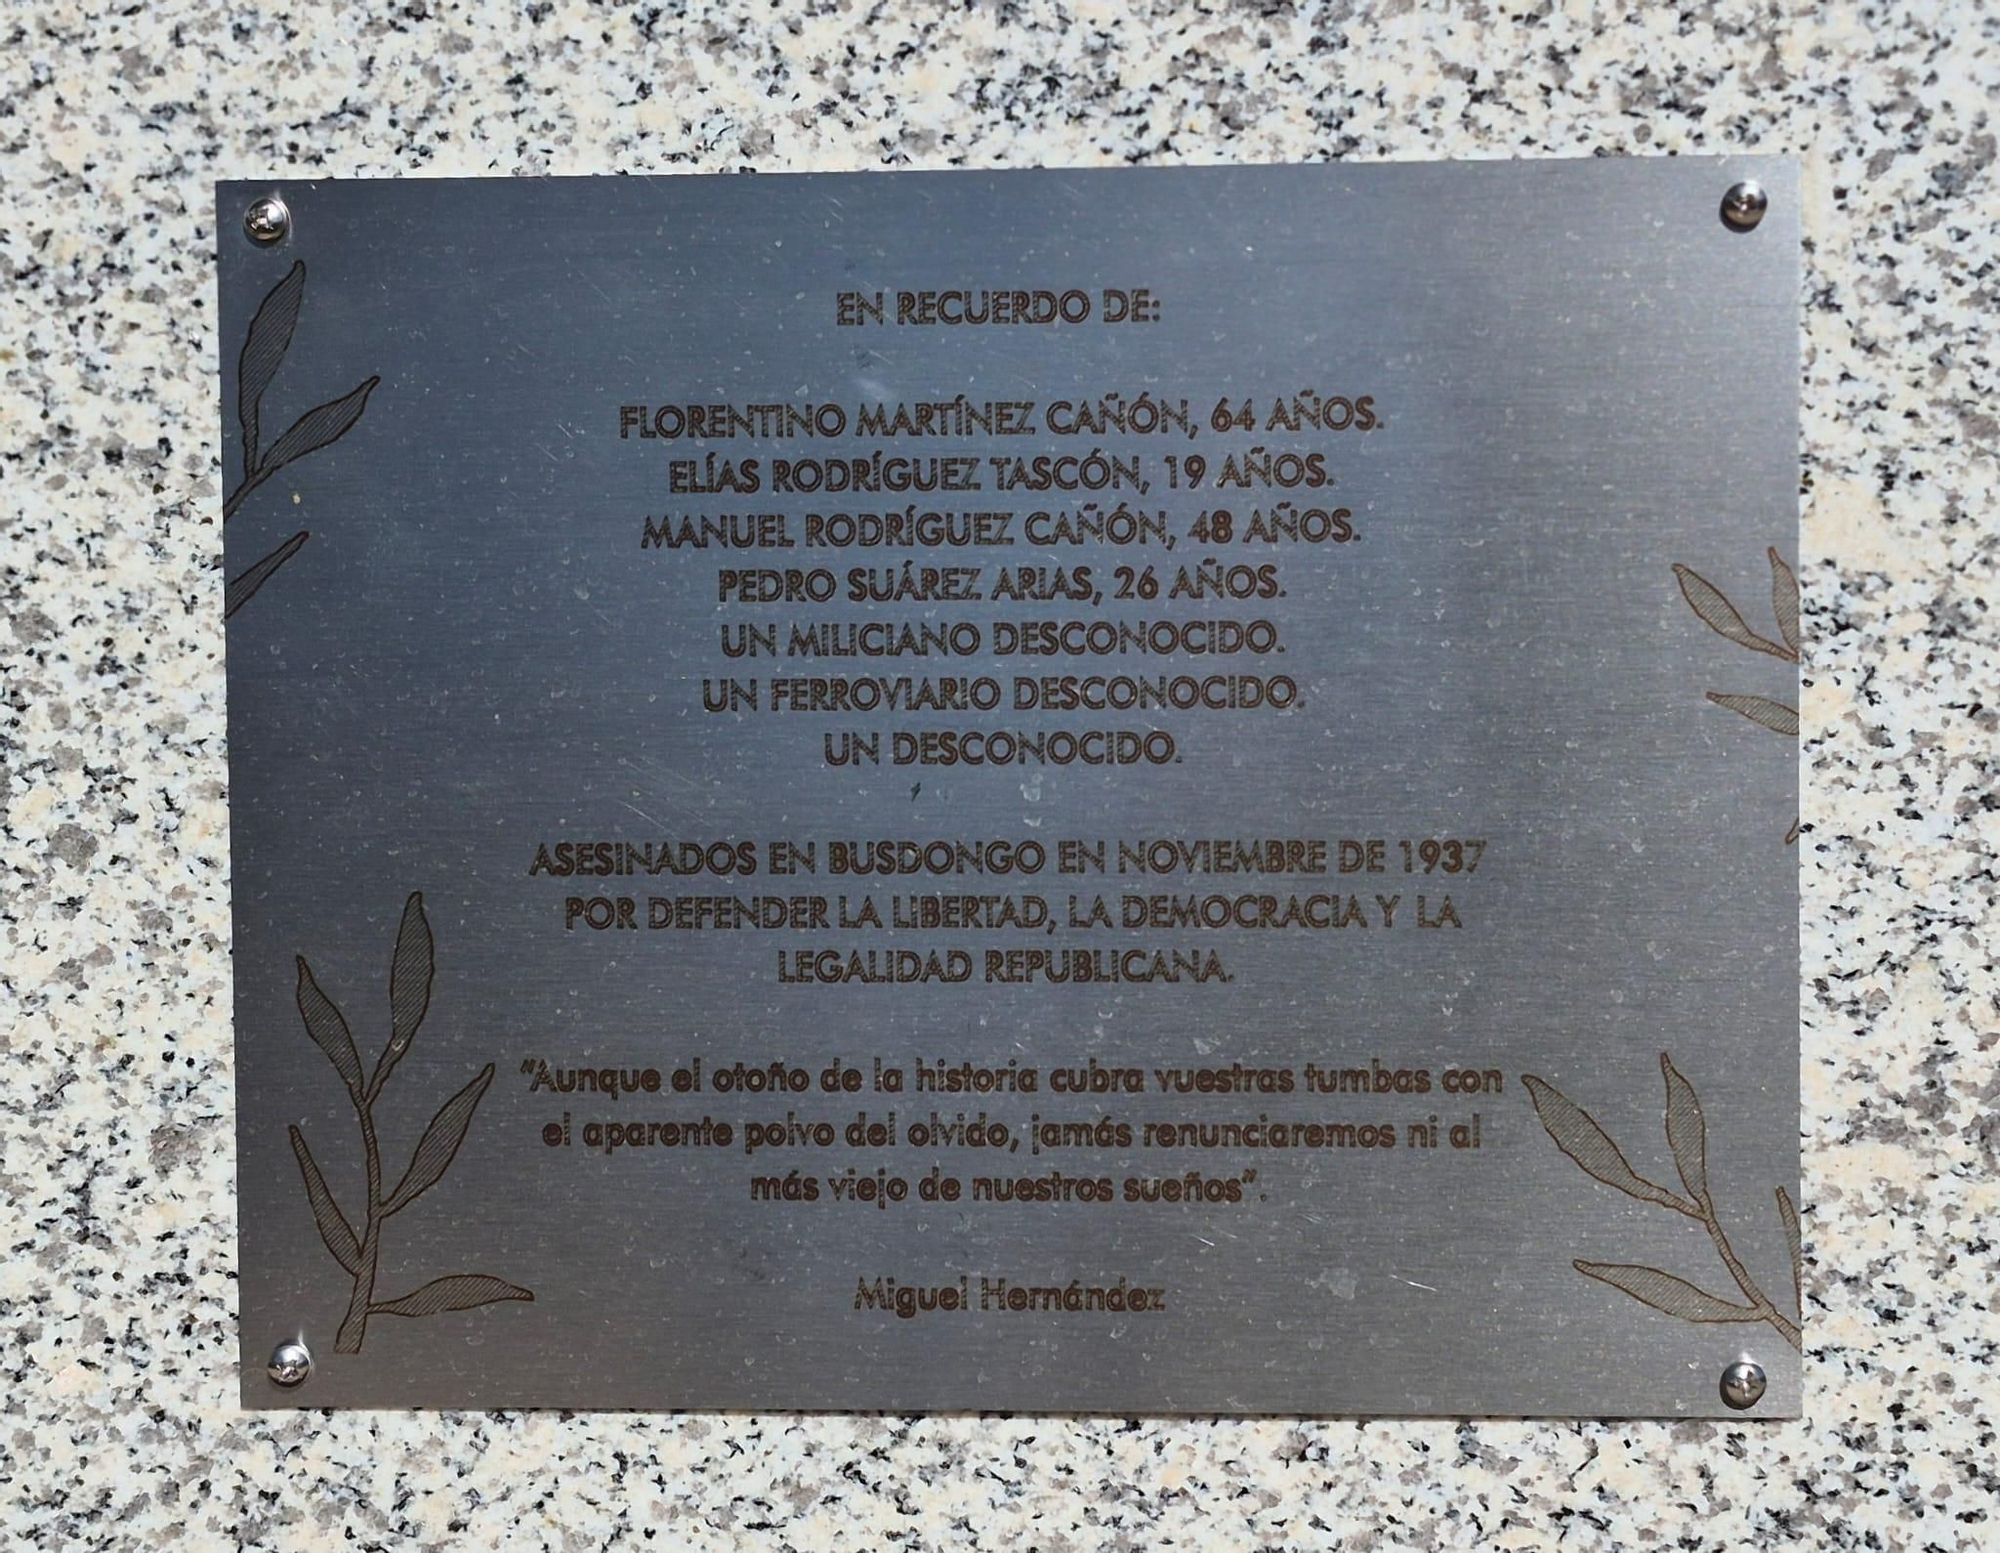 EN RECUERDO DE:
FLORENTINO MARTÍNEZ CAÑÓN, 64 AÑOS.
ELÍAS RODRÍGUEZ TASCÓN, 19 AÑOS.
MANUEL RODRÍGUEZ CAÑÓN, 48 AÑOS.
PEDRO SUÁREZ ARIAS, 26 AÑOS.
UN MILICIANO DESCONOCIDO.
UN FERROVIARIO DESCONOCIDO.
UN DESCONOCIDO.
ASESINADOS EN BUSDONGO EN NOVIEMBRE DE 1937
POR DEFENDER LA LIBERTAD, LA DEMOCRACIA Y LA
LEGALIDAD REPUBLICANA.
"Aunque el otoño de la historia cubra vuestras tumbas con
el aparente polvo del olvido, jamás renunciaremos ni al
más viejo de nuestros sueños".
Miguel Hernández